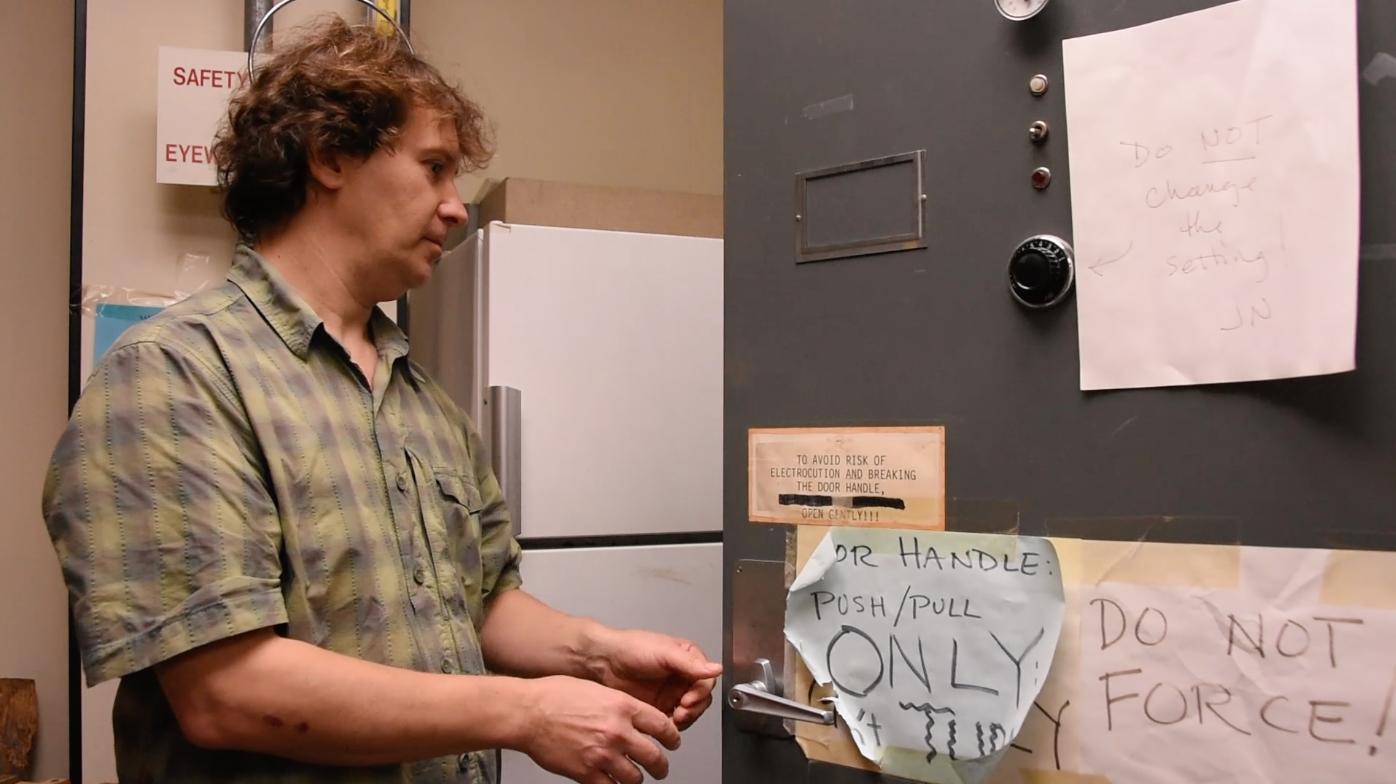 SAFETY
EYEW
DO NOT
change
the
setting!
JN
TO AVOID RISK OF
ELECTROCUTION AND BREAKING
THE DOOR HANDLE,
OPEN GENTLY!!!
OR HANDLE:
PUSH/PULL
ONLY:
n't TUR
DO NOT
FORCE!